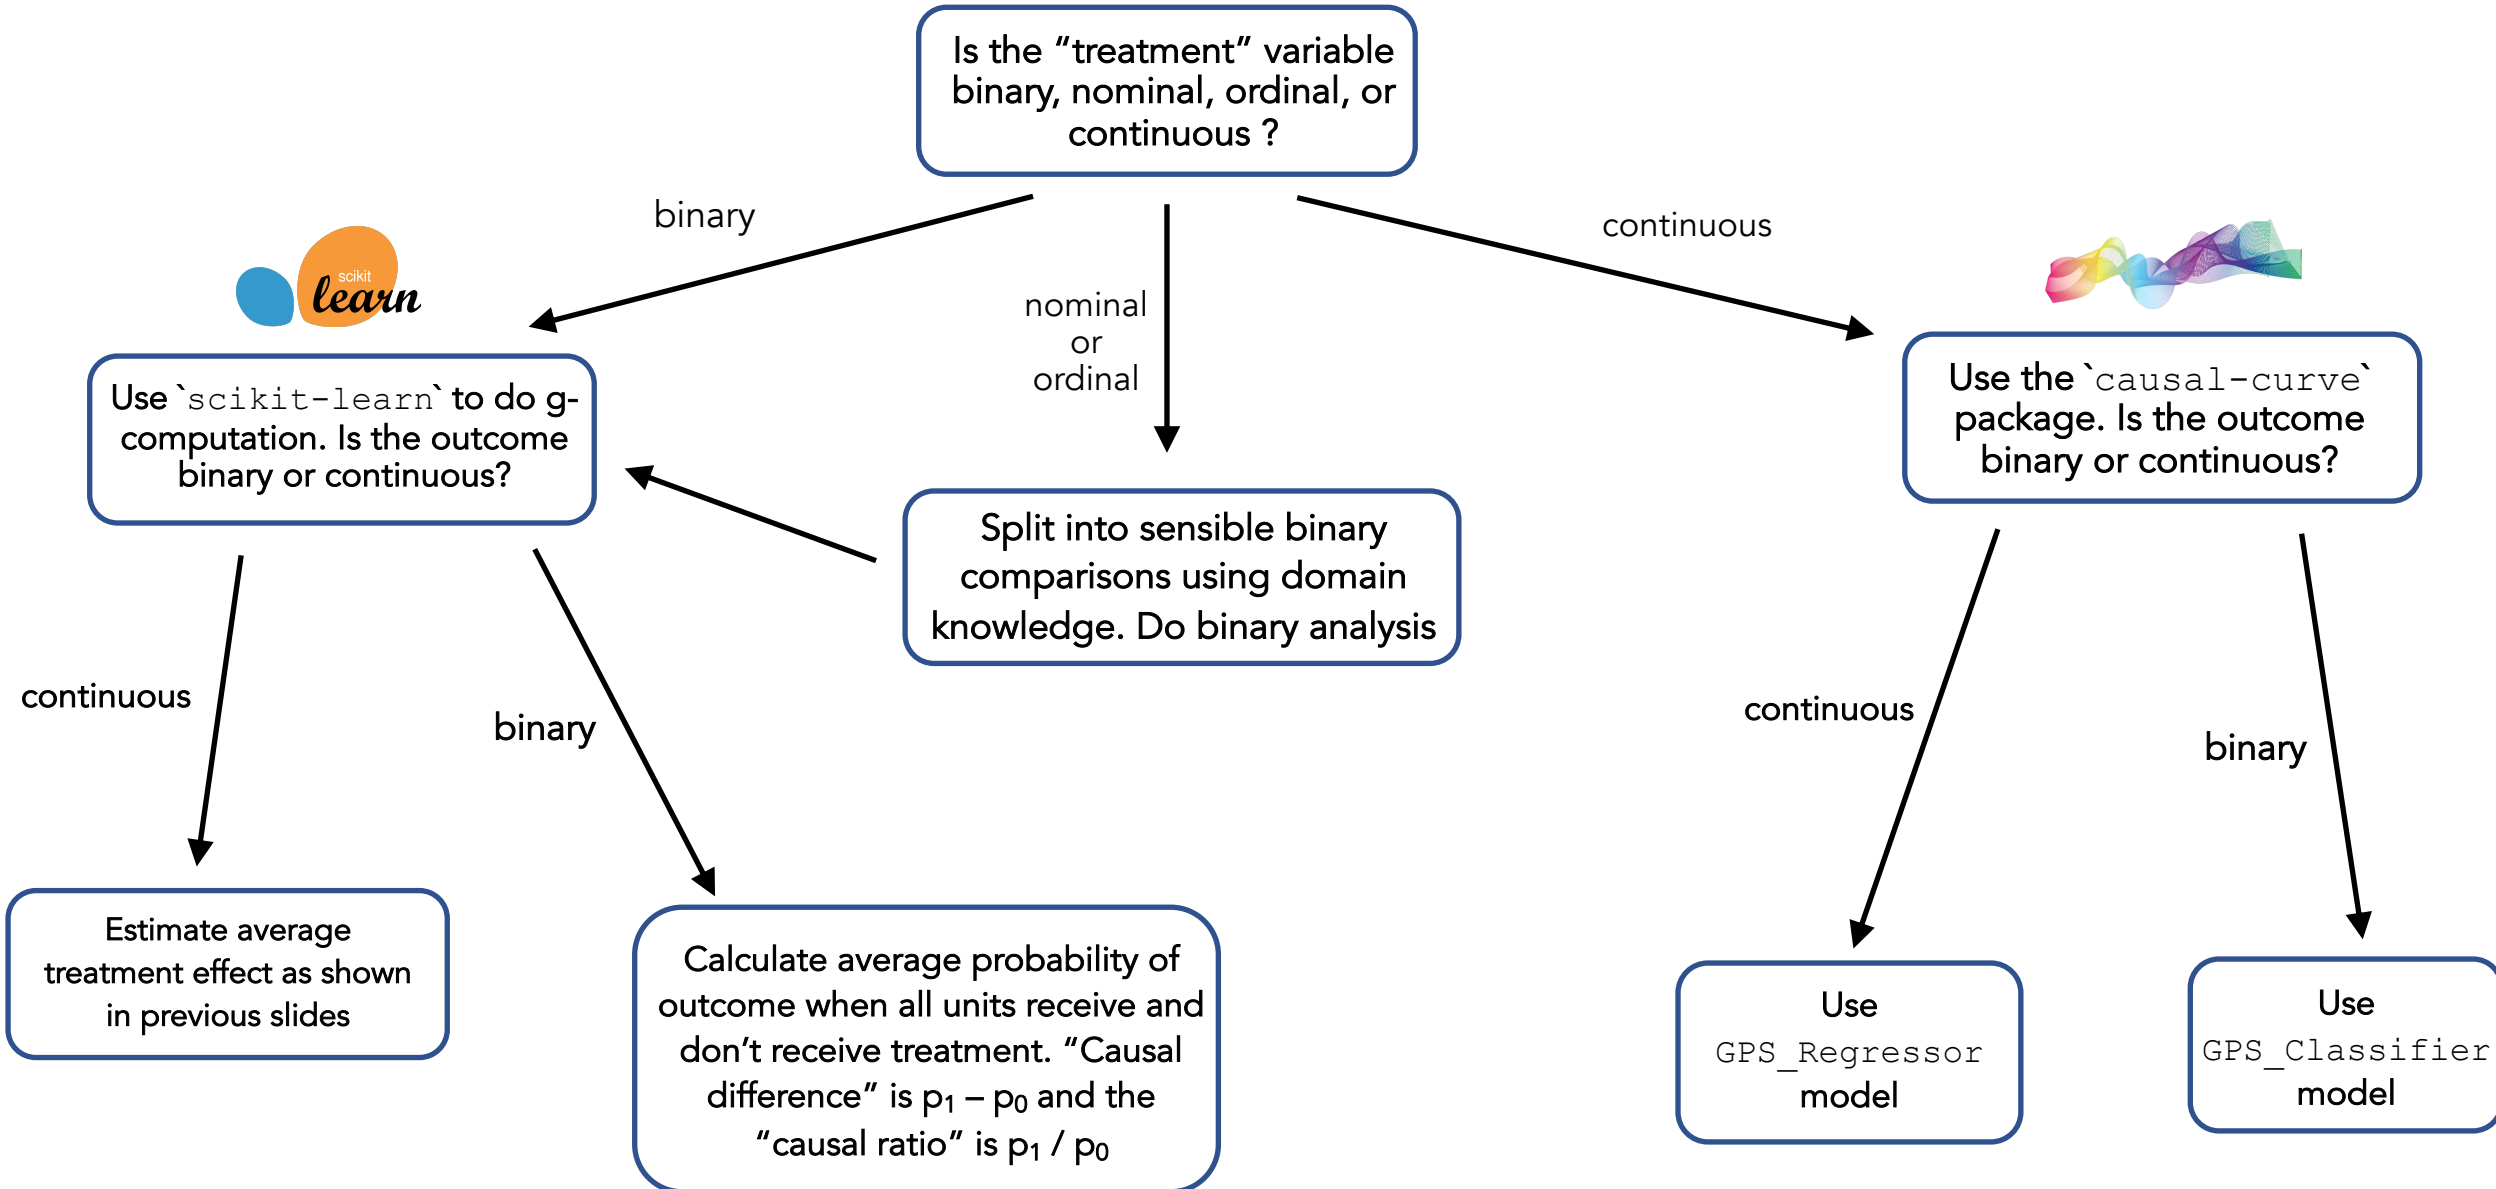 Is the “treatment” variable
binary, nominal, ordinal, or
continuous ?
binary
nominal
or
ordinal
continuous
scikit
learn
Use `scikit-learn` to do g-
computation. Is the outcome
binary or continuous?
Use the `causal-curve`
package. Is the outcome
binary or continuous?
Split into sensible binary
comparisons using domain
knowledge. Do binary analysis
continuous
binary
continuous
binary
Estimate average
treatment effect as shown
in previous slides
Calculate average probability of
outcome when all units receive and
don’t receive treatment. “Causal
difference” is p₁ – p₀ and the
“causal ratio” is p₁ / p₀
Use
GPS_Regressor
model
Use
GPS_Classifier
model